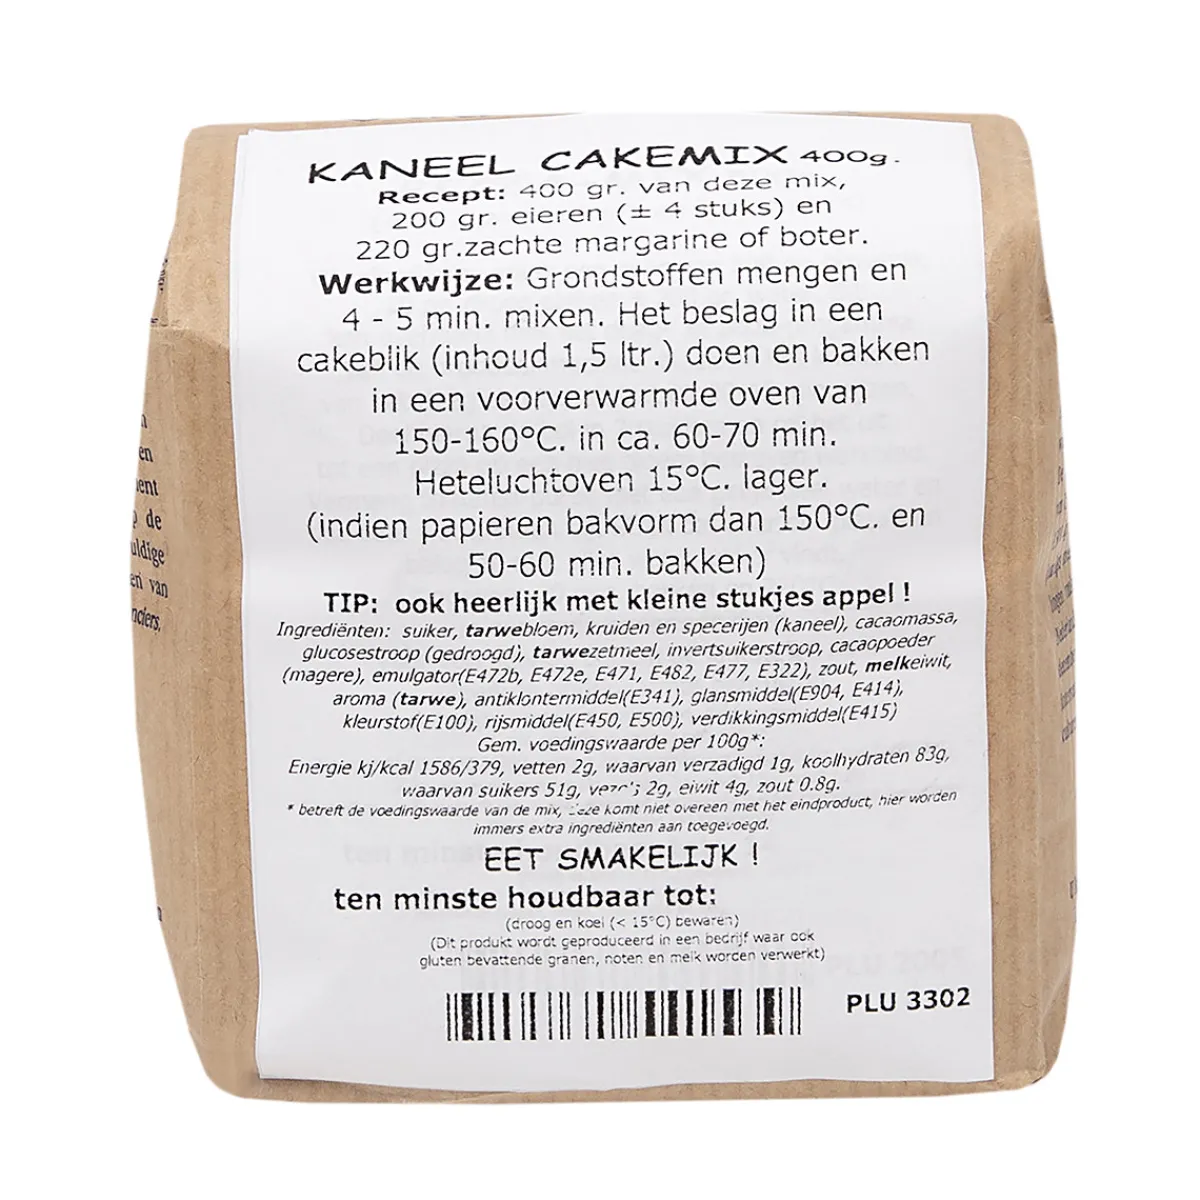 KANEEL CAKEMIX 400g.
Recept: 400 gr. van deze mix,
200 gr. eieren (± 4 stuks) en
220 gr.zachte margarine of boter.
Werkwijze: Grondstoffen mengen en
4 - 5 min. mixen. Het beslag in een
cakeblik (inhoud 1,5 ltr.) doen en bakken
in een voorverwarmde oven van
150-160°C. in ca. 60-70 min.
Heteluchtoven 15°C. lager.
(indien papieren bakvorm dan 150°C. en
50-60 min. bakken)
TIP: ook heerlijk met kleine stukjes appel !
Ingrediënten: suiker, tarwebloem, kruiden en specerijen (kaneel), cacaomassa,
glucosestroop (gedroogd), tarwezetmeel, invertsuikerstroop, cacaopoeder
(magere), emulgator(E472b, E472e, E471, E482, E477, E322), zout, melkeiwit,
aroma (tarwe), antiklontermiddel(E341), glansmiddel(E904, E414),
kleurstof(E100), rijsmiddel(E450, E500), verdikkingsmiddel(E415)
Gem. voedingswaarde per 100g*:
Energie kj/kcal 1586/379, vetten 2g, waarvan verzadigd 1g, koolhydraten 83g,
waarvan suikers 51g, vezels 2g, eiwit 4g, zout 0.8g.
* betreft de voedingswaarde van de mix, deze komt niet overeen met het eindproduct, hier worden
immers extra ingrediënten aan toegevoegd.
EET SMAKELIJK !
ten minste houdbaar tot:
(droog en koel (< 15°C) bewaren)
(Dit produkt wordt geproduceerd in een bedrijf waar ook
gluten bevattende granen, noten en melk worden verwerkt)
PLU 3302
en
de
van